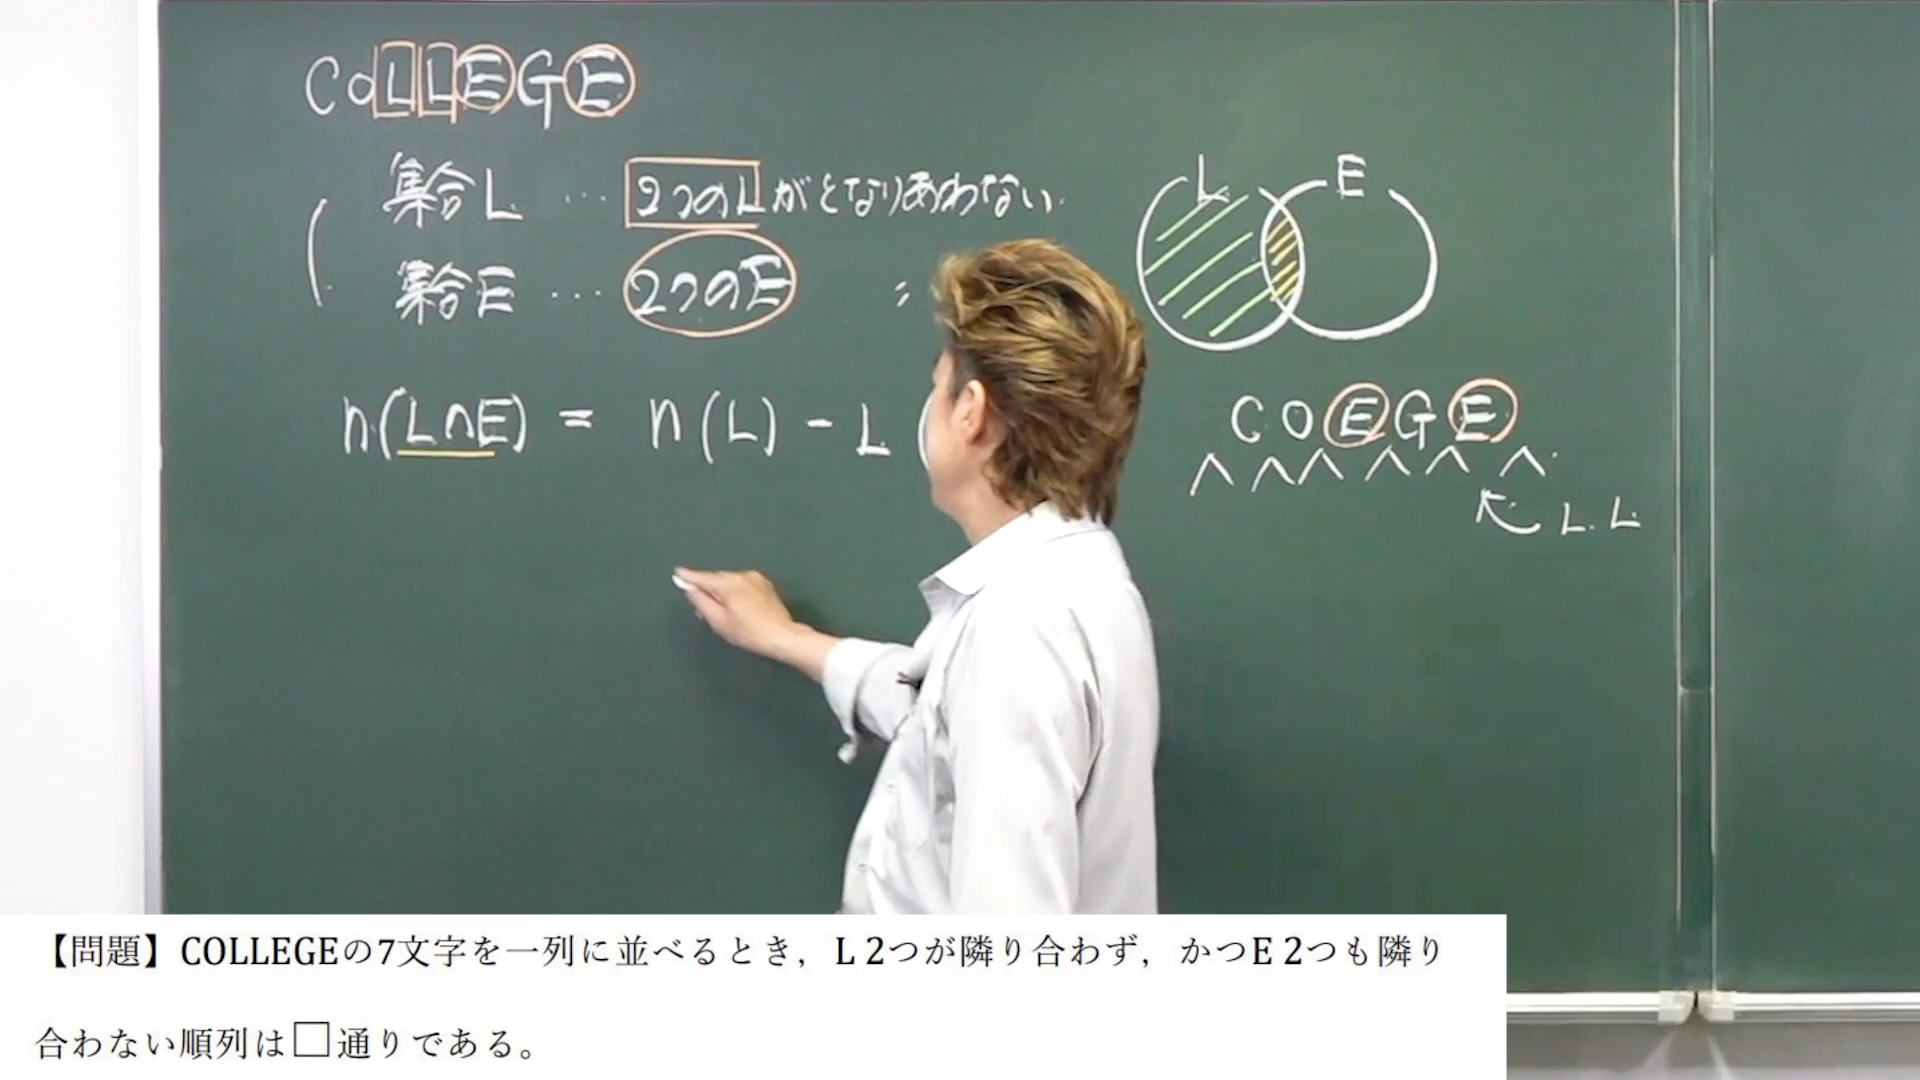 COLLEGE
集合L … 2つのLがとなりあわない.
集合E … 2つのE 〃
L E
n(L∩E) = n(L) - L (
COEGE
L. L.
【問題】COLLEGEの7文字を一列に並べるとき，L 2つが隣り合わず，かつE 2つも隣り
合わない順列は□通りである。